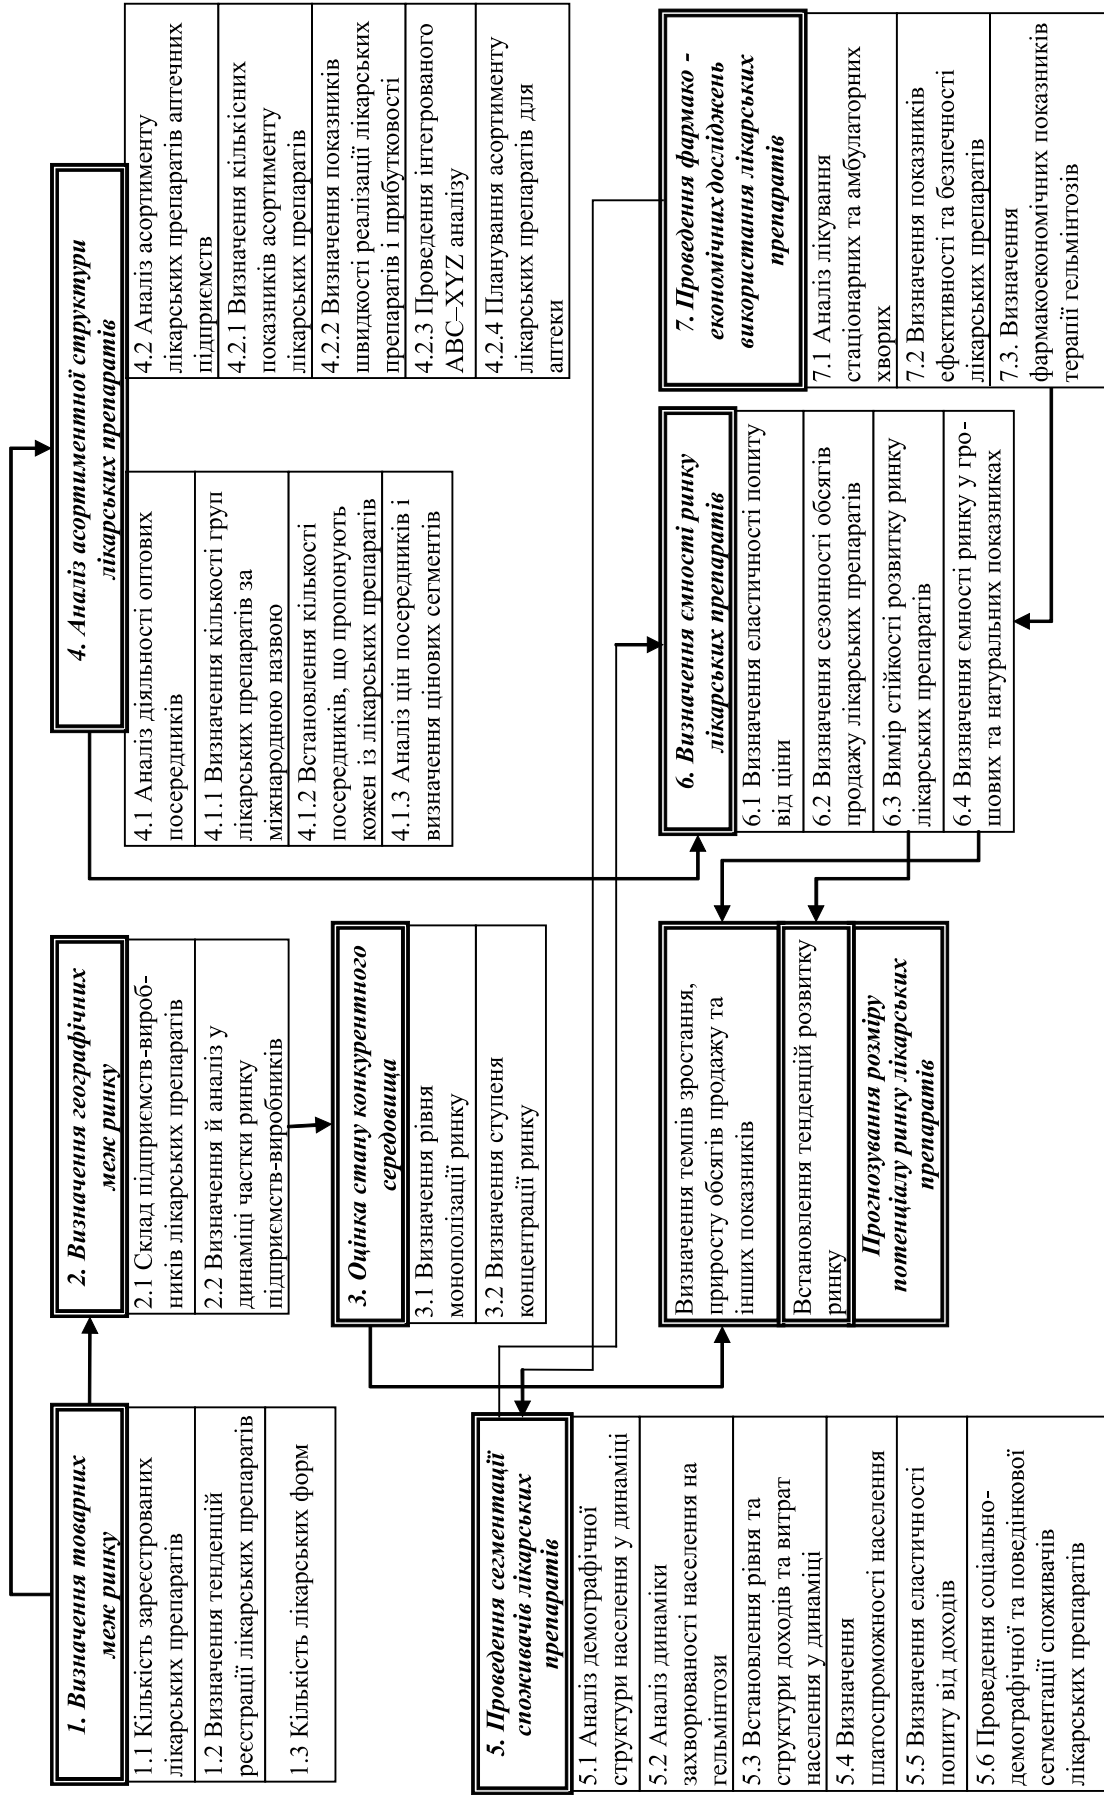 1. Визначення товарних
меж ринку
1.1 Кількість зареєстрованих
лікарських препаратів
1.2 Визначення тенденцій
реєстрації лікарських препаратів
1.3 Кількість лікарських форм
2. Визначення географічних
меж ринку
2.1 Склад підприємств-вироб-
ників лікарських препаратів
2.2 Визначення й аналіз у
динаміці частки ринку
підприємств-виробників
3. Оцінка стану конкурентного
середовища
3.1 Визначення рівня
монополізації ринку
3.2 Визначення ступеня
концентрації ринку
4. Аналіз асортиментної структури
лікарських препаратів
4.1 Аналіз діяльності оптових
посередників
4.1.1 Визначення кількості груп
лікарських препаратів за
міжнародною назвою
4.1.2 Встановлення кількості
посередників, що пропонують
кожен із лікарських препаратів
4.1.3 Аналіз цін посередників і
визначення цінових сегментів
4.2 Аналіз асортименту
лікарських препаратів аптечних
підприємств
4.2.1 Визначення кількісних
показників асортименту
лікарських препаратів
4.2.2 Визначення показників
швидкості реалізації лікарських
препаратів і прибутковості
4.2.3 Проведення інтегрованого
АВС–XYZ аналізу
4.2.4 Планування асортименту
лікарських препаратів для
аптеки
5. Проведення сегментації
споживачів лікарських
препаратів
5.1 Аналіз демографічної
структури населення у динаміці
5.2 Аналіз динаміки
захворюваності населення на
гельмінтози
5.3 Встановлення рівня та
структури доходів та витрат
населення у динаміці
5.4 Визначення
платоспроможності населення
5.5 Визначення еластичності
попиту від доходів
5.6 Проведення соціально-
демографічної та поведінкової
сегментації споживачів
лікарських препаратів
Визначення темпів зростання,
приросту обсягів продажу та
інших показників
Встановлення тенденцій розвитку
ринку
Прогнозування розміру
потенціалу ринку лікарських
препаратів
6. Визначення ємності ринку
лікарських препаратів
6.1 Визначення еластичності попиту
від ціни
6.2 Визначення сезонності обсягів
продажу лікарських препаратів
6.3 Вимір стійкості розвитку ринку
лікарських препаратів
6.4 Визначення ємності ринку у гро-
шових та натуральних показниках
7. Проведення фармако -
економічних досліджень
використання лікарських
препаратів
7.1 Аналіз лікування
стаціонарних та амбулаторних
хворих
7.2 Визначення показників
ефективності та безпечності
лікарських препаратів
7.3. Визначення
фармакоекономічних показників
терапії гельмінтозів